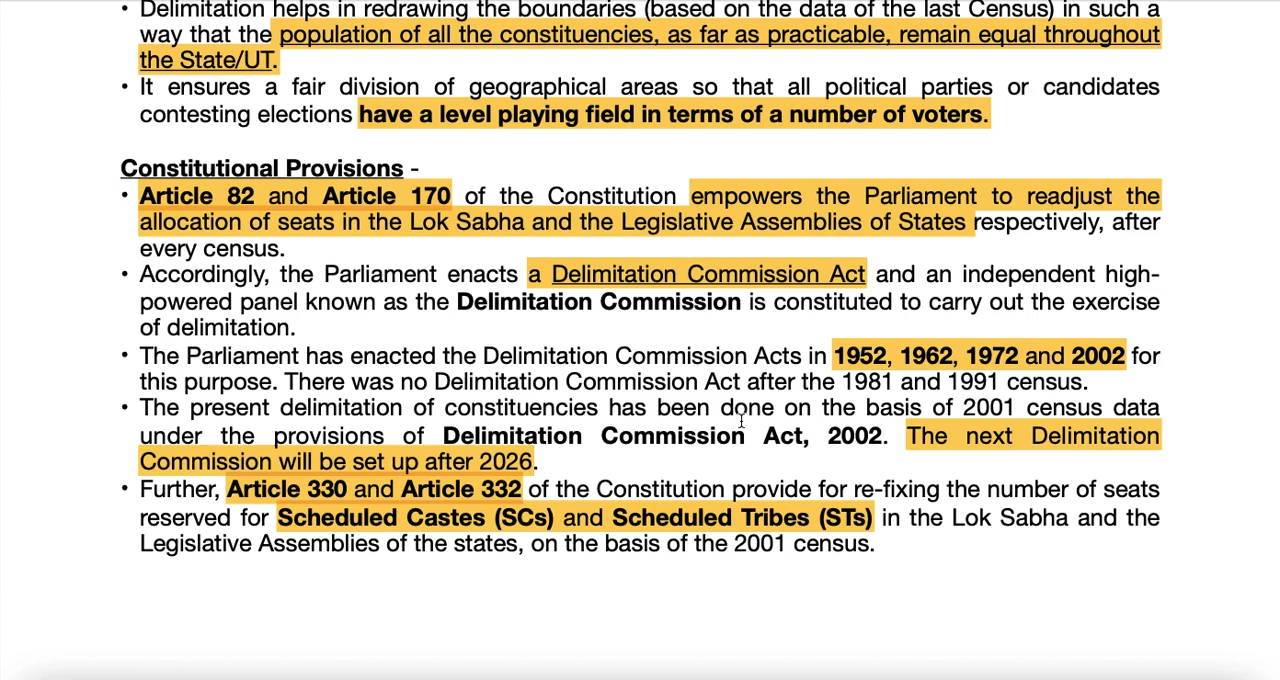 • Delimitation helps in redrawing the boundaries (based on the data of the last Census) in such a
way that the population of all the constituencies, as far as practicable, remain equal throughout
the State/UT.
• It ensures a fair division of geographical areas so that all political parties or candidates
contesting elections have a level playing field in terms of a number of voters.
Constitutional Provisions -
• Article 82 and Article 170 of the Constitution empowers the Parliament to readjust the
allocation of seats in the Lok Sabha and the Legislative Assemblies of States respectively, after
every census.
• Accordingly, the Parliament enacts a Delimitation Commission Act and an independent high-
powered panel known as the Delimitation Commission is constituted to carry out the exercise
of delimitation.
• The Parliament has enacted the Delimitation Commission Acts in 1952, 1962, 1972 and 2002 for
this purpose. There was no Delimitation Commission Act after the 1981 and 1991 census.
• The present delimitation of constituencies has been done on the basis of 2001 census data
under the provisions of Delimitation Commission Act, 2002. The next Delimitation
Commission will be set up after 2026.
• Further, Article 330 and Article 332 of the Constitution provide for re-fixing the number of seats
reserved for Scheduled Castes (SCs) and Scheduled Tribes (STs) in the Lok Sabha and the
Legislative Assemblies of the states, on the basis of the 2001 census.